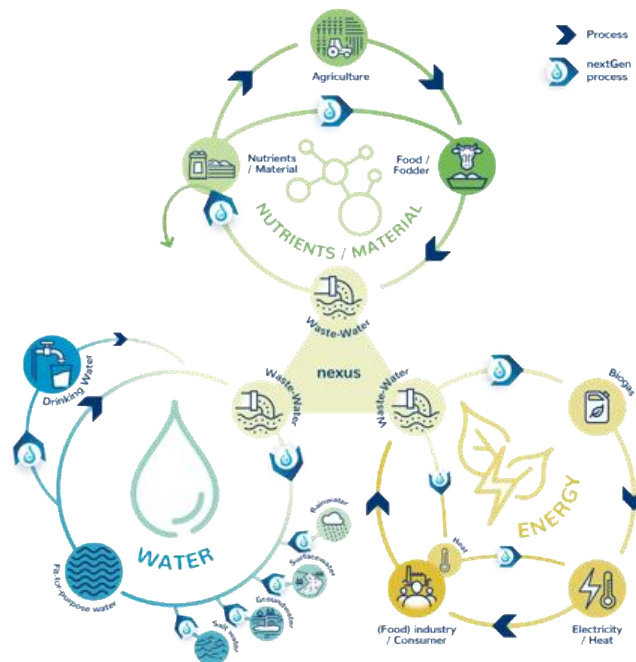 Process
nextGen
process
Agriculture
Nutrients
/ Material
Food /
Fodder
NUTRIENTS / MATERIAL
Waste-Water
nexus
Waste-Water
Waste-Water
Drinking Water
Biogas
WATER
ENERGY
Rainwater
Surfacewater
Groundwater
Salt water
Fit-for-purpose water
Heat
(Food) industry
/ Consumer
Electricity
/ Heat